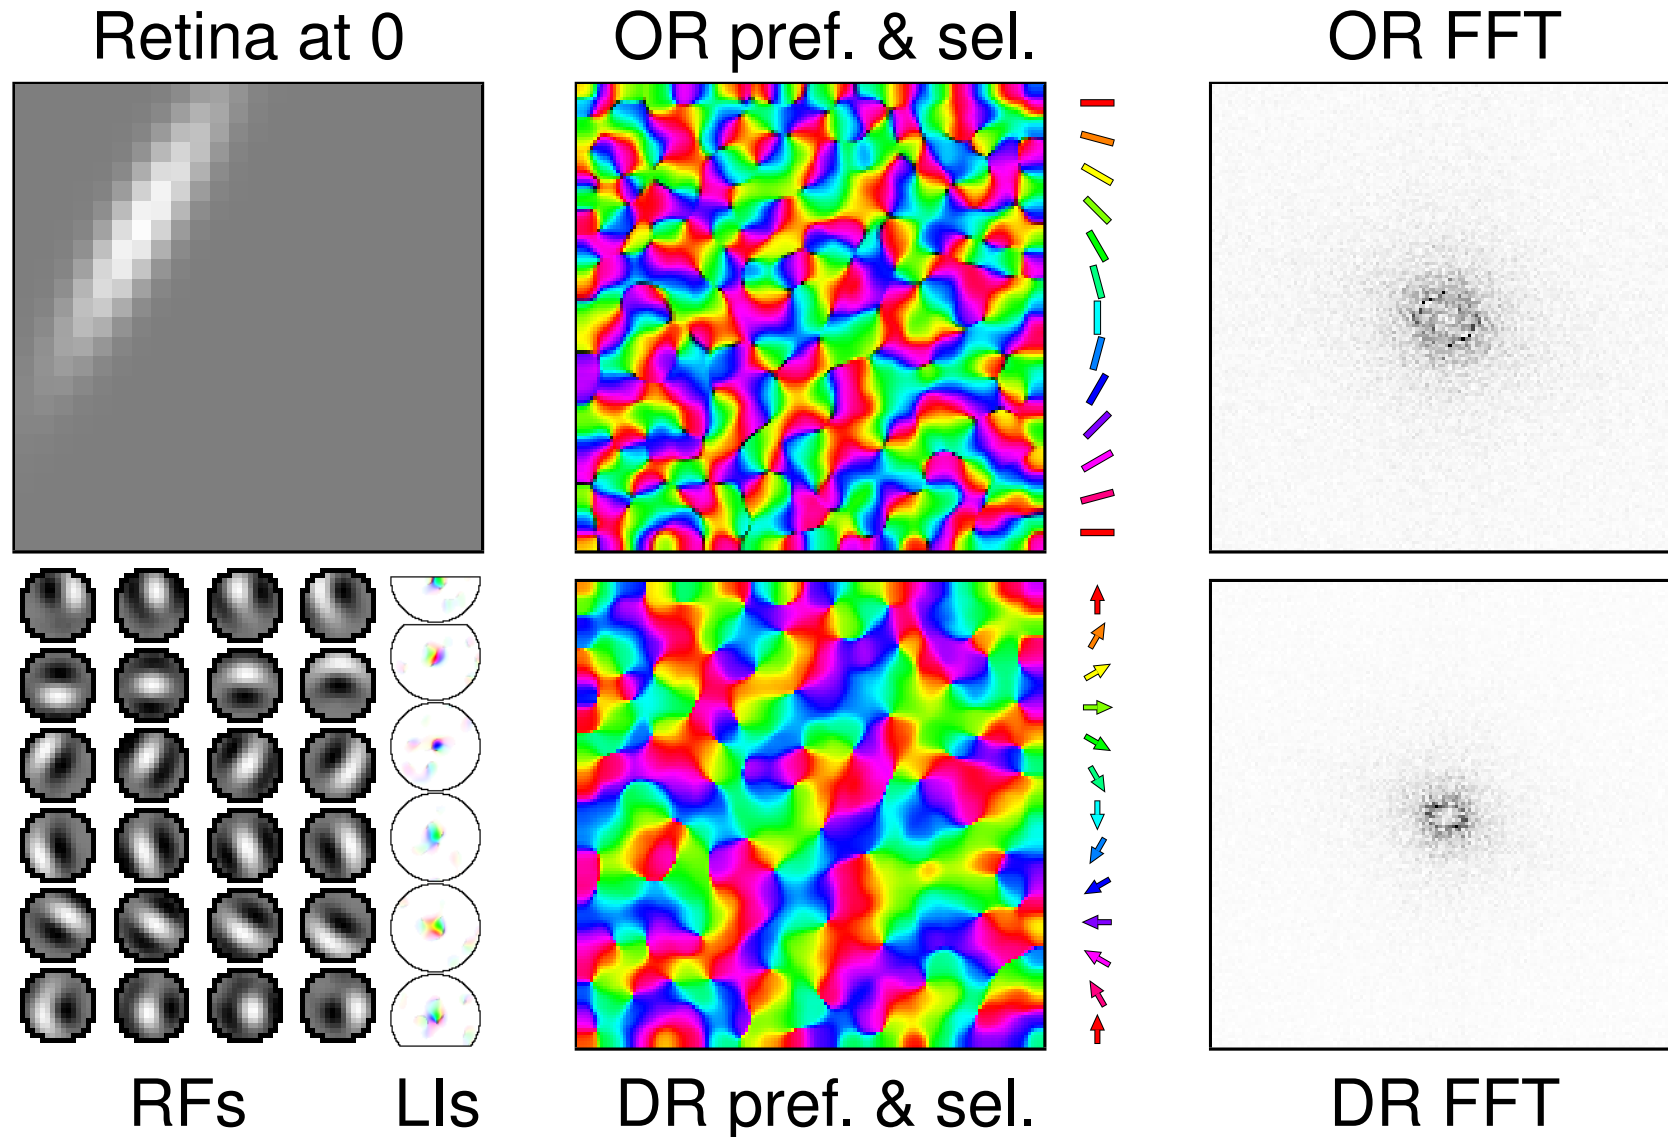 Retina at 0
OR pref. & sel.
OR FFT
RFs
LIs
DR pref. & sel.
DR FFT